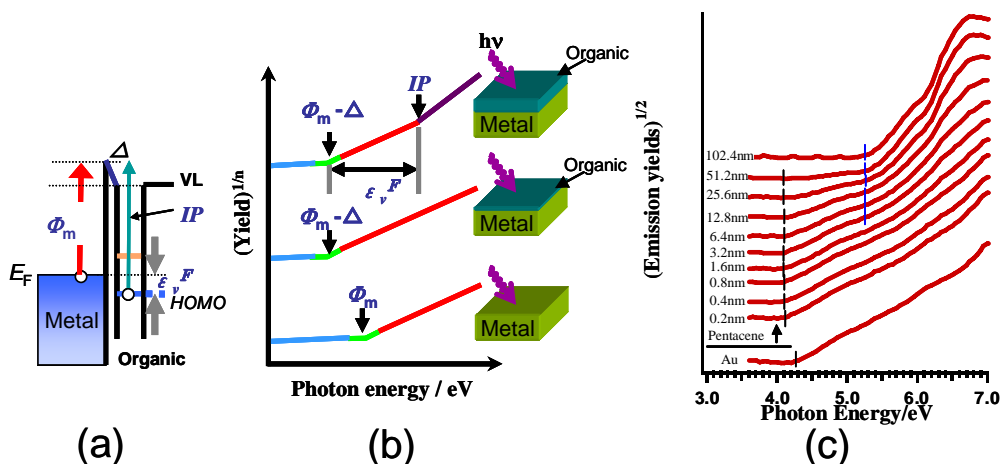 Δ
VL
Φm
IP
EF
εvF
HOMO
Metal
Organic
(a)
(Yield)1/n
hν
Organic
IP
Φm - Δ
Metal
εvF
Organic
Φm - Δ
Metal
Φm
Metal
Photon energy / eV
(b)
(Emission yields)1/2
102.4nm
51.2nm
25.6nm
12.8nm
6.4nm
3.2nm
1.6nm
0.8nm
0.4nm
0.2nm
Pentacene
Au
3.0 4.0 5.0 6.0 7.0
Photon Energy/eV
(c)